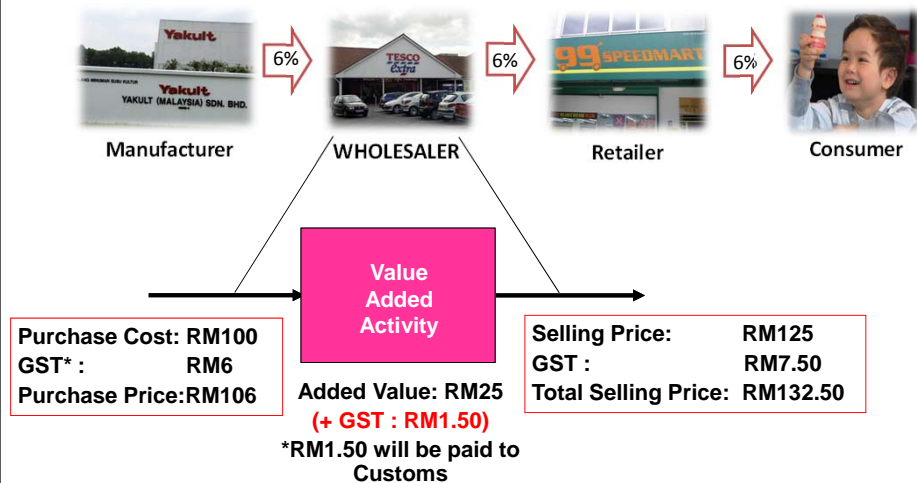 Yakult
Yakult
YAKULT (MALAYSIA) SDN. BHD.
6%
TESCO
extra
6%
99 SPEEDMART
6%
Manufacturer
WHOLESALER
Retailer
Consumer
Value
Added
Activity
Purchase Cost: RM100
GST* : RM6
Purchase Price:RM106
Added Value: RM25
(+ GST : RM1.50)
*RM1.50 will be paid to
Customs
Selling Price: RM125
GST : RM7.50
Total Selling Price: RM132.50